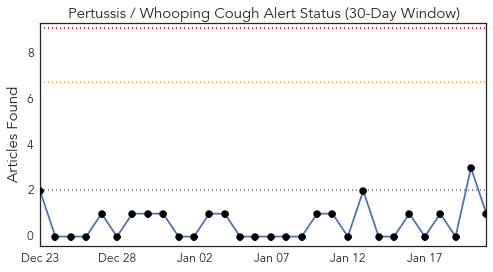 Pertussis / Whooping Cough Alert Status (30-Day Window)
Articles Found
8
6
4
2
0
Dec 23 Dec 28 Jan 02 Jan 07 Jan 12 Jan 17